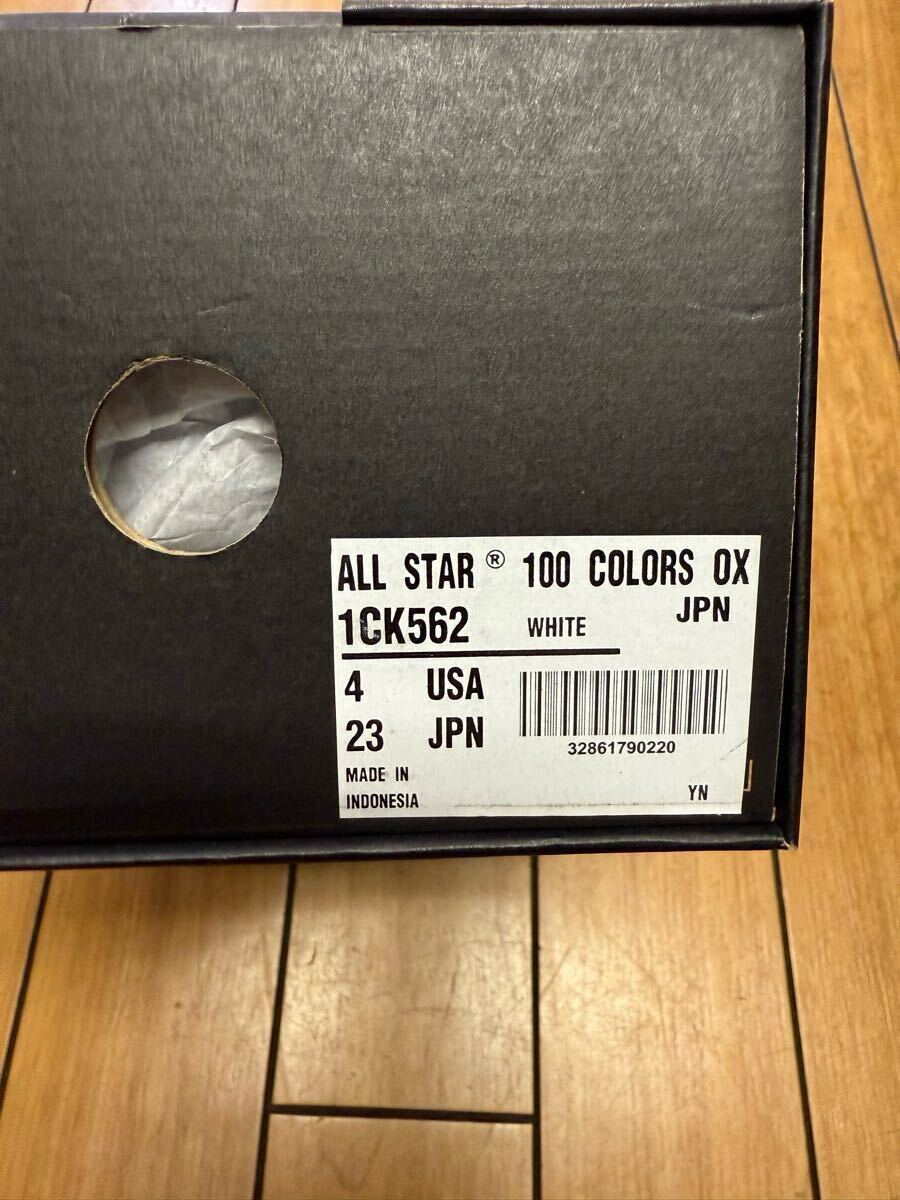 ALL STAR® 100 COLORS OX
1CK562 WHITE JPN
4 USA
23 JPN
32861790220
MADE IN
INDONESIA
YN